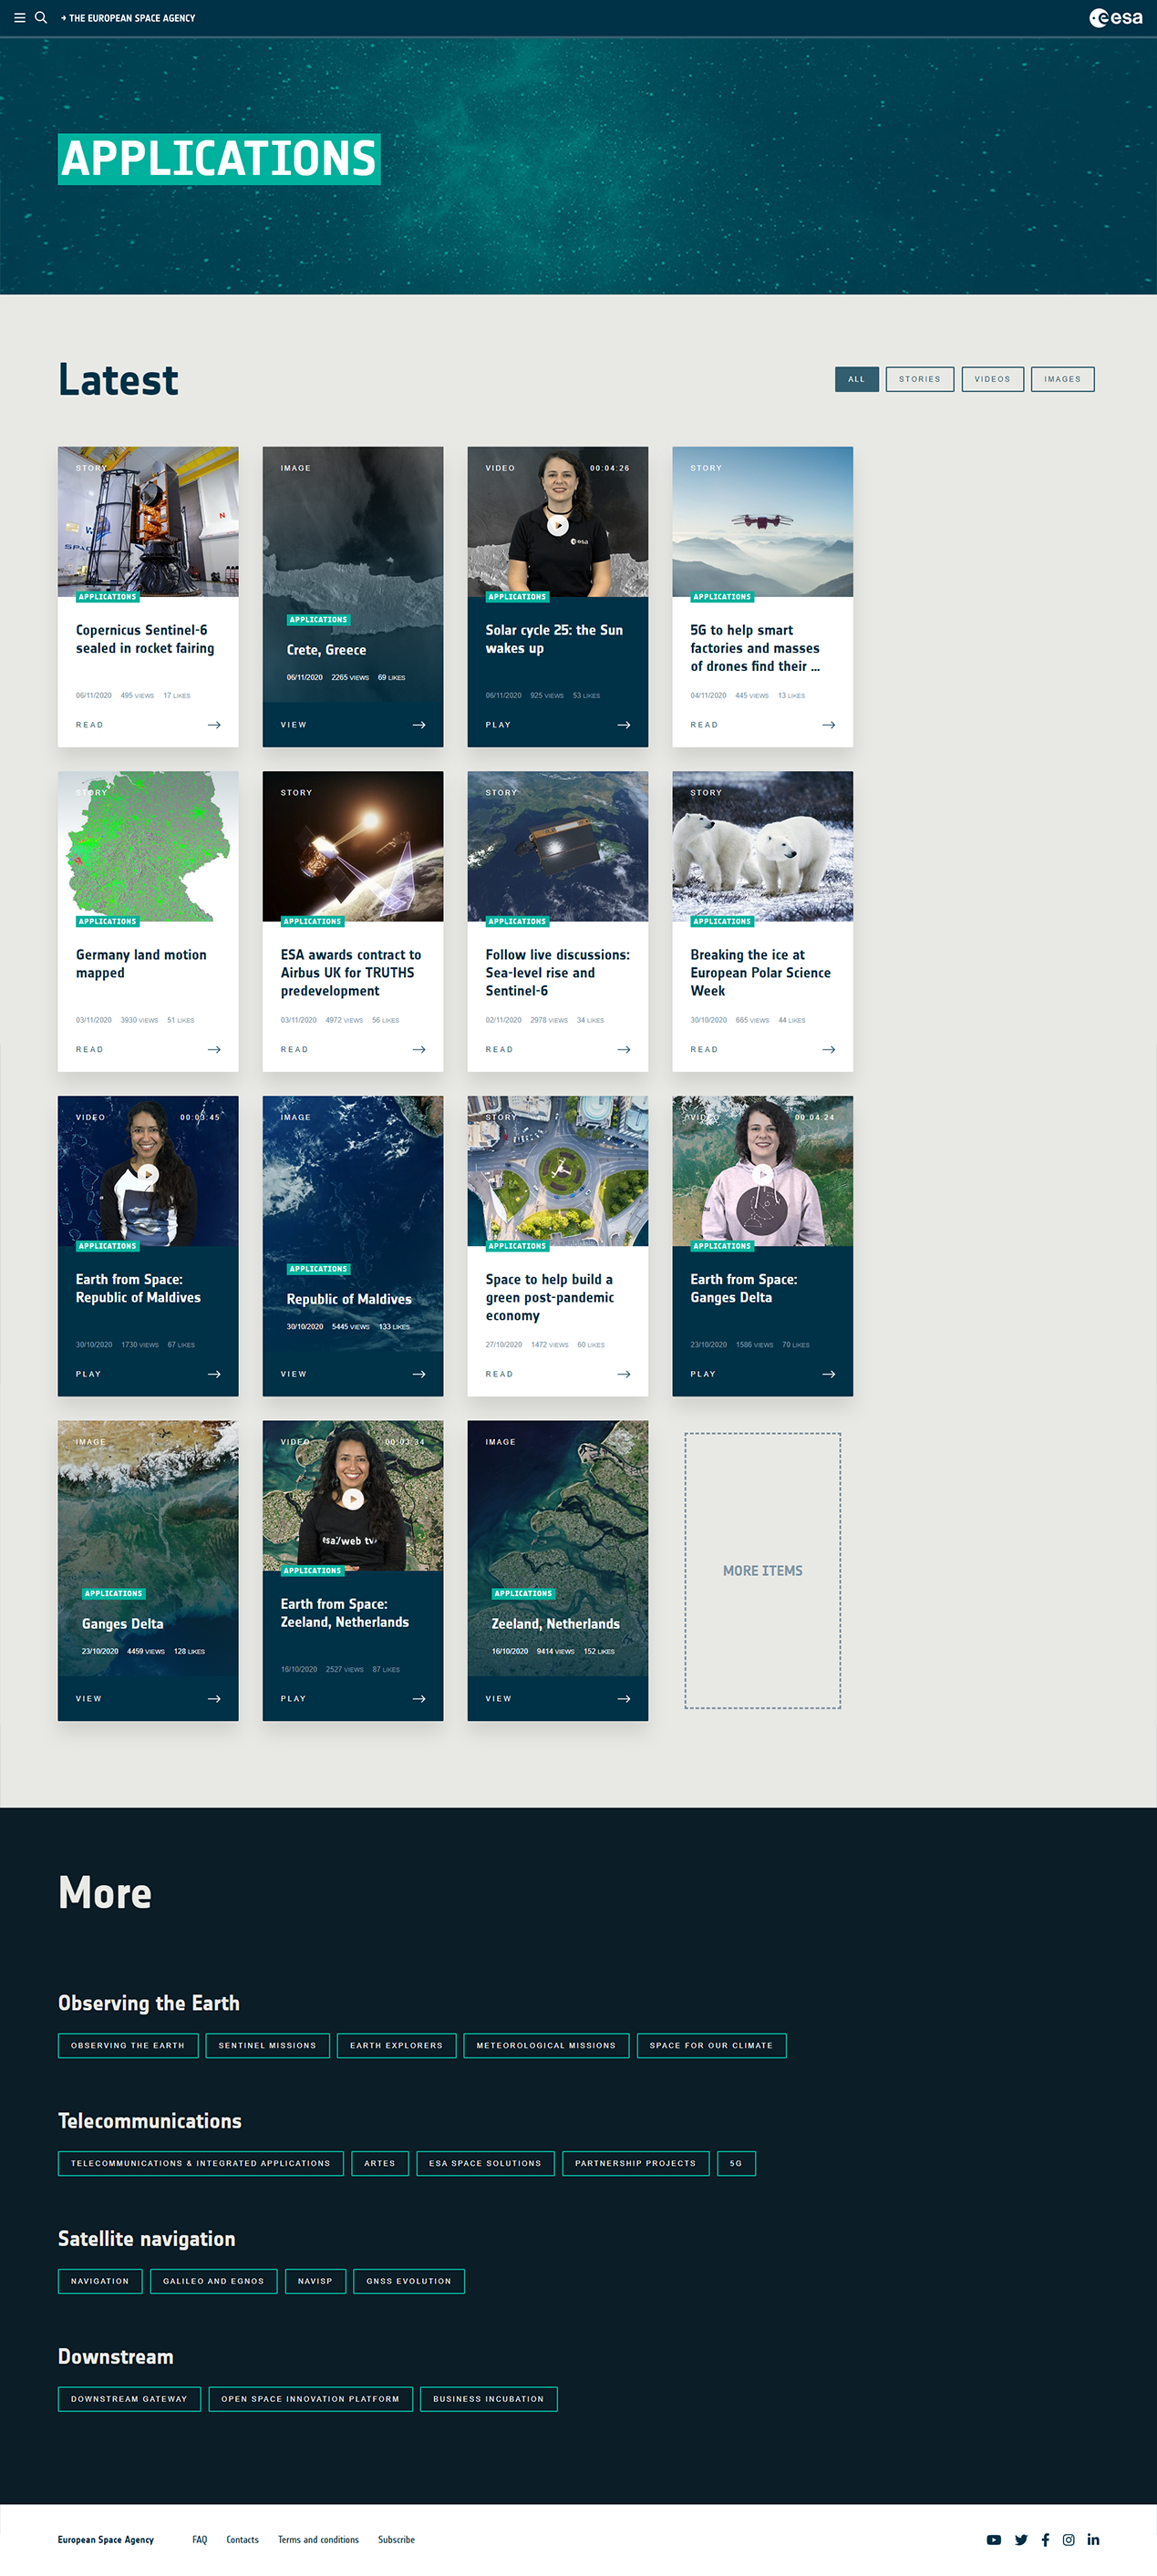 → THE EUROPEAN SPACE AGENCY
esa
APPLICATIONS
Latest
ALL
STORIES
VIDEOS
IMAGES
STORY
APPLICATIONS
Copernicus Sentinel-6
sealed in rocket fairing
06/11/2020 495 VIEWS 17 LIKES
READ
IMAGE
APPLICATIONS
Crete, Greece
06/11/2020 2265 VIEWS 69 LIKES
VIEW
VIDEO 00:04:26
esa
APPLICATIONS
Solar cycle 25: the Sun
wakes up
06/11/2020 925 VIEWS 53 LIKES
PLAY
STORY
APPLICATIONS
5G to help smart
factories and masses
of drones find their ...
04/11/2020 445 VIEWS 13 LIKES
READ
STORY
APPLICATIONS
Germany land motion
mapped
03/11/2020 3930 VIEWS 51 LIKES
READ
STORY
APPLICATIONS
ESA awards contract to
Airbus UK for TRUTHS
predevelopment
03/11/2020 4972 VIEWS 56 LIKES
READ
STORY
APPLICATIONS
Follow live discussions:
Sea-level rise and
Sentinel-6
02/11/2020 2978 VIEWS 34 LIKES
READ
STORY
APPLICATIONS
Breaking the ice at
European Polar Science
Week
30/10/2020 665 VIEWS 44 LIKES
READ
VIDEO 00:03:45
APPLICATIONS
Earth from Space:
Republic of Maldives
30/10/2020 1730 VIEWS 67 LIKES
PLAY
IMAGE
APPLICATIONS
Republic of Maldives
30/10/2020 5445 VIEWS 133 LIKES
VIEW
STORY
APPLICATIONS
Space to help build a
green post-pandemic
economy
27/10/2020 1472 VIEWS 60 LIKES
READ
VIDEO 00:04:24
APPLICATIONS
Earth from Space:
Ganges Delta
23/10/2020 1586 VIEWS 70 LIKES
PLAY
IMAGE
APPLICATIONS
Ganges Delta
23/10/2020 4459 VIEWS 128 LIKES
VIEW
VIDEO 00:03:34
esa/web tv
APPLICATIONS
Earth from Space:
Zeeland, Netherlands
16/10/2020 2527 VIEWS 87 LIKES
PLAY
IMAGE
APPLICATIONS
Zeeland, Netherlands
16/10/2020 9414 VIEWS 152 LIKES
VIEW
MORE ITEMS
More
Observing the Earth
OBSERVING THE EARTH
SENTINEL MISSIONS
EARTH EXPLORERS
METEOROLOGICAL MISSIONS
SPACE FOR OUR CLIMATE
Telecommunications
TELECOMMUNICATIONS & INTEGRATED APPLICATIONS
ARTES
ESA SPACE SOLUTIONS
PARTNERSHIP PROJECTS
5G
Satellite navigation
NAVIGATION
GALILEO AND EGNOS
NAVISP
GNSS EVOLUTION
Downstream
DOWNSTREAM GATEWAY
OPEN SPACE INNOVATION PLATFORM
BUSINESS INCUBATION
European Space Agency
FAQ
Contacts
Terms and conditions
Subscribe